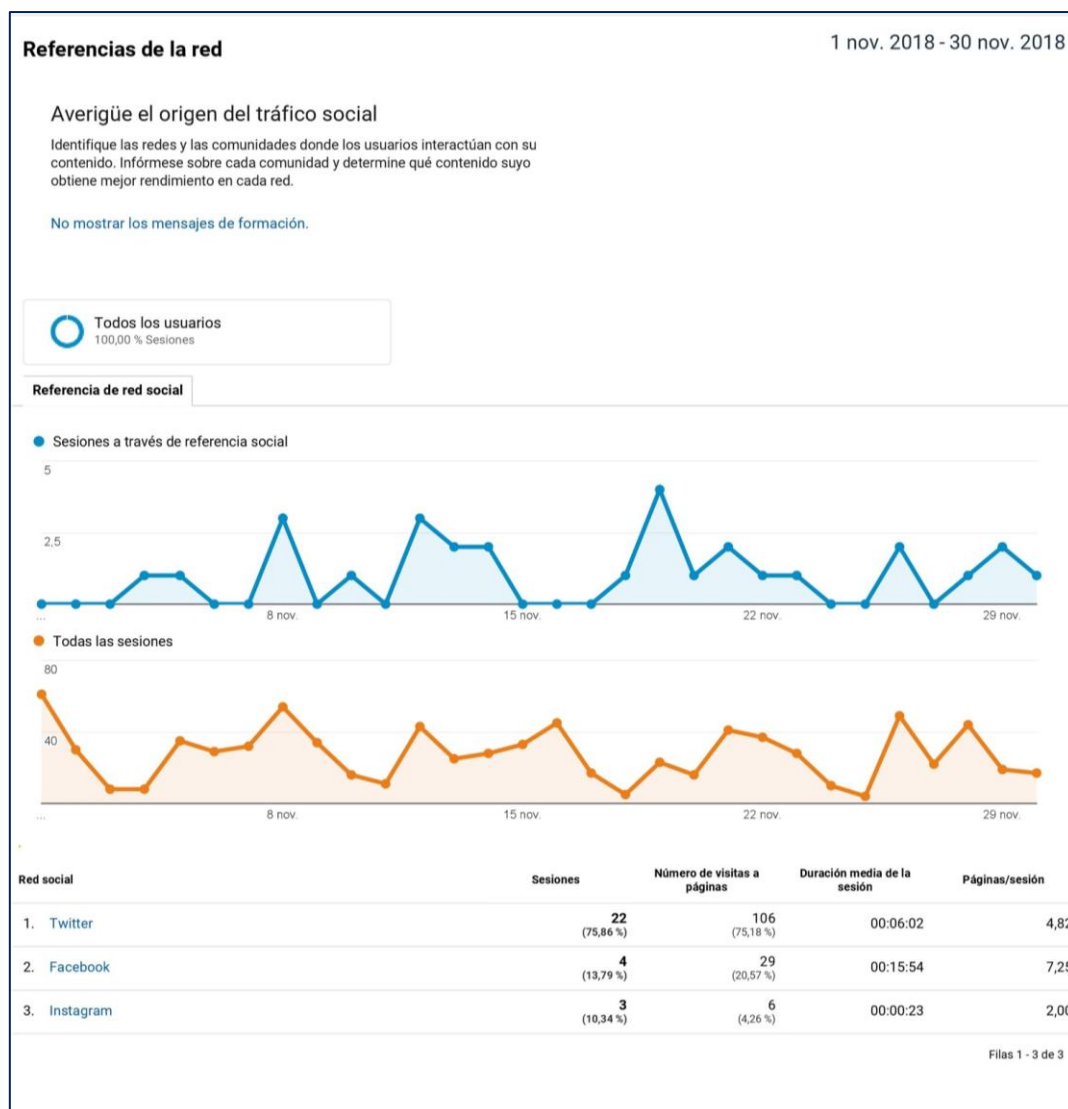 Referencias de la red
1 nov. 2018 - 30 nov. 2018
Averigüe el origen del tráfico social
Identifique las redes y las comunidades donde los usuarios interactúan con su
contenido. Infórmese sobre cada comunidad y determine qué contenido suyo
obtiene mejor rendimiento en cada red.
No mostrar los mensajes de formación.
Todos los usuarios
100,00 % Sesiones
Referencia de red social
Sesiones a través de referencia social
5
2,5
... 8 nov. 15 nov. 22 nov. 29 nov.
Todas las sesiones
80
40
... 8 nov. 15 nov. 22 nov. 29 nov.
Red social Sesiones Número de visitas a páginas Duración media de la sesión Páginas/sesión
1. Twitter 22 (75,86 %) 106 (75,18 %) 00:06:02 4,82
2. Facebook 4 (13,79 %) 29 (20,57 %) 00:15:54 7,25
3. Instagram 3 (10,34 %) 6 (4,26 %) 00:00:23 2,00
Filas 1 - 3 de 3